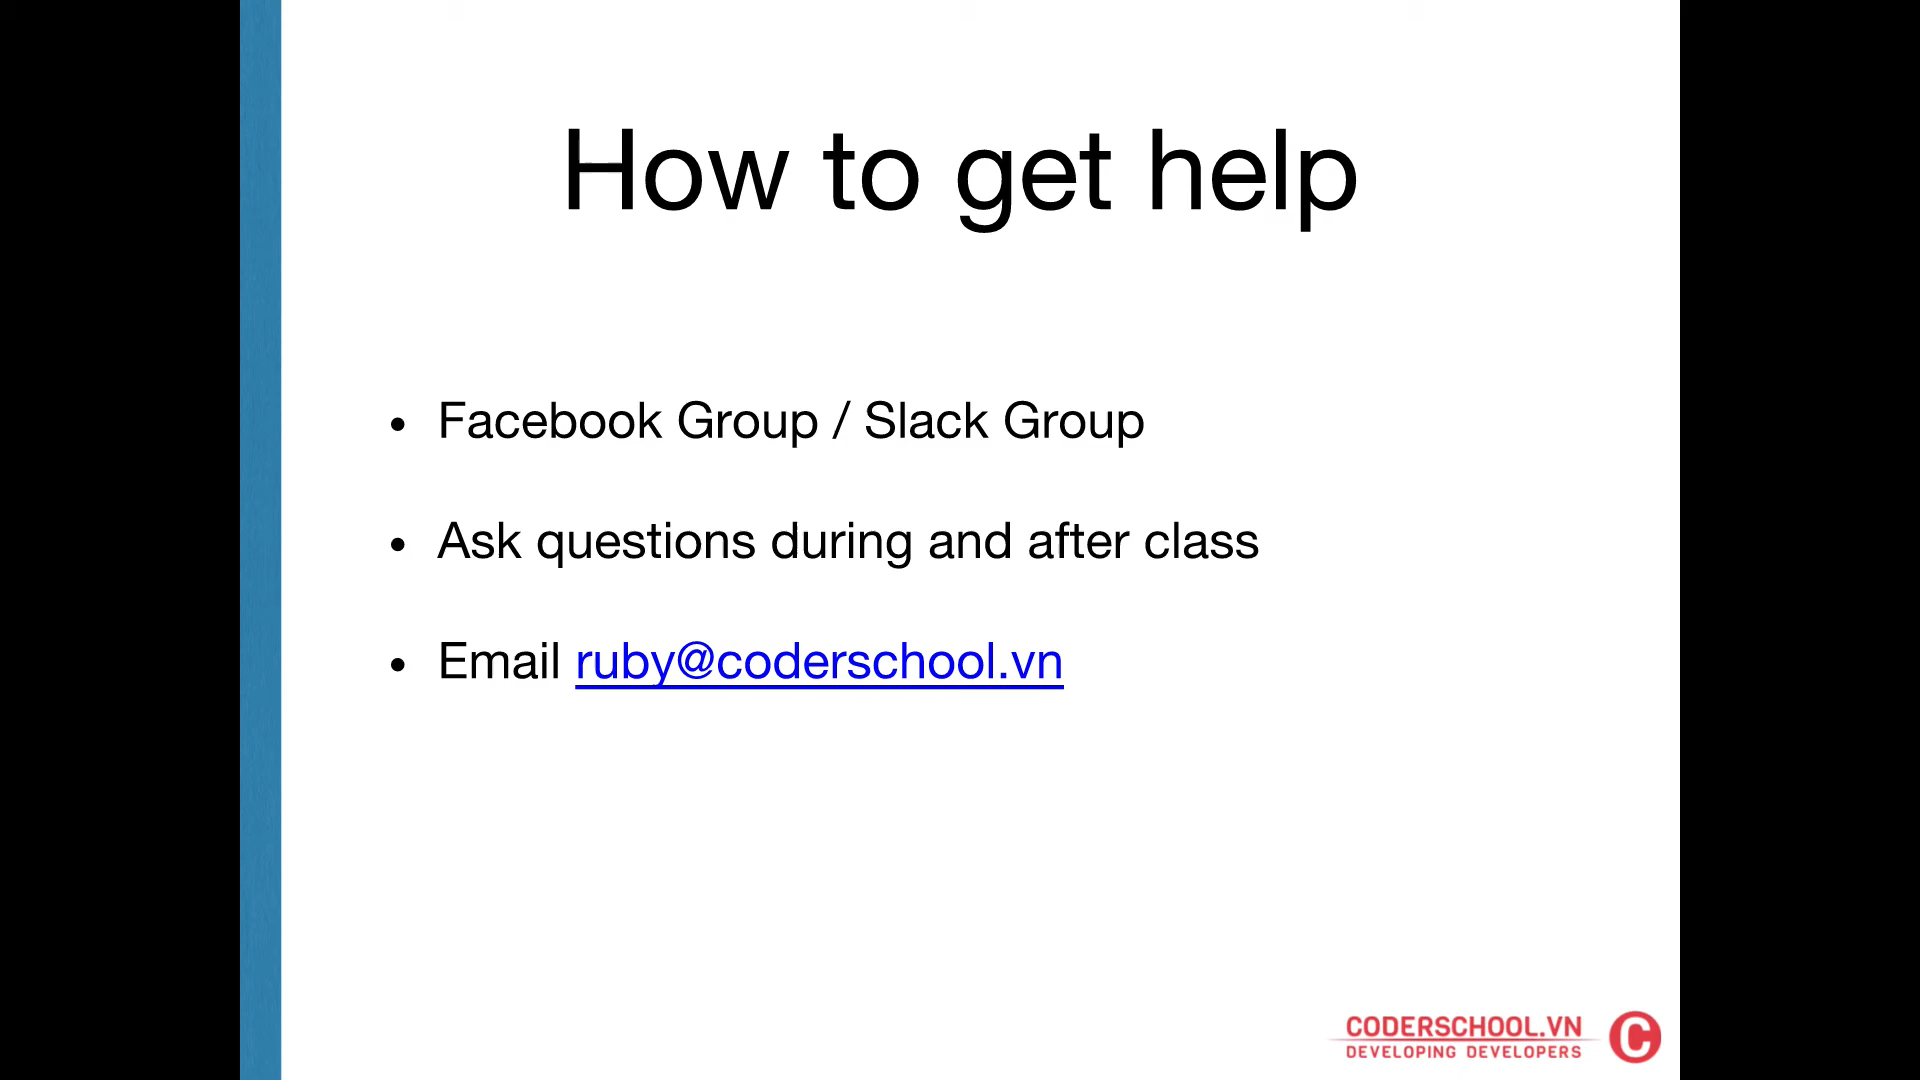 How to get help
• Facebook Group / Slack Group
• Ask questions during and after class
• Email ruby@coderschool.vn
CODERSCHOOL.VN
DEVELOPING DEVELOPERS
C